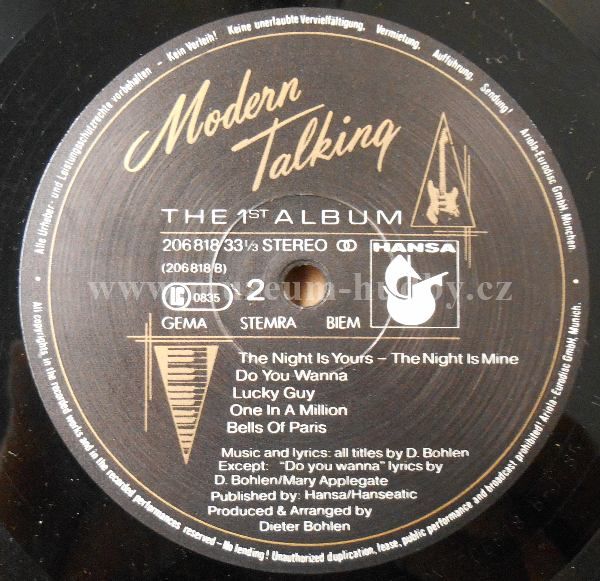 Alle Urheber- und Leistungsschutzrechte vorbehalten – Kein Verleih! Keine unerlaubte Vervielfältigung, Vermietung, Aufführung, Sendung! Ariola-Eurodisc GmbH, München
Modern
Talking
THE 1ST ALBUM
206 818 33⅓ STEREO
HANSA
(206 818 B)
LC 0835 2
GEMA STEMRA BIEM
The Night Is Yours – The Night Is Mine
Do You Wanna
Lucky Guy
One In A Million
Bells Of Paris
Music and lyrics: all titles by D. Bohlen
Except: "Do you wanna" lyrics by
D. Bohlen/Mary Applegate
Published by: Hansa/Hanseatic
Produced & Arranged by
Dieter Bohlen
All copyrights, in the recorded works and in the recorded performances reserved – No lending! Unauthorized duplication, lease, public performance and broadcast prohibited! Ariola-Eurodisc GmbH, Munich.